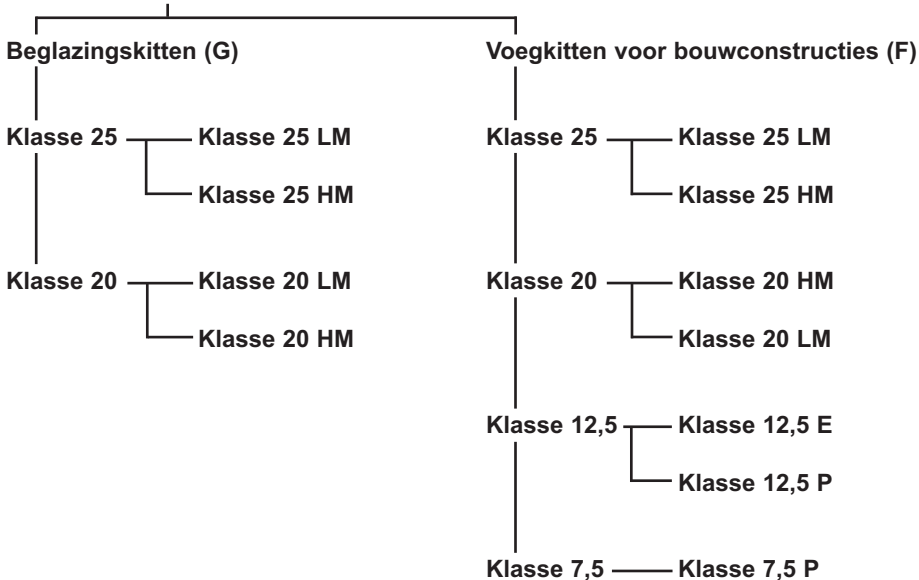 Beglazingskitten (G)
Voegkitten voor bouwconstructies (F)
Klasse 25
Klasse 25 LM
Klasse 25 HM
Klasse 20
Klasse 20 LM
Klasse 20 HM
Klasse 25
Klasse 25 LM
Klasse 25 HM
Klasse 20
Klasse 20 HM
Klasse 20 LM
Klasse 12,5
Klasse 12,5 E
Klasse 12,5 P
Klasse 7,5
Klasse 7,5 P